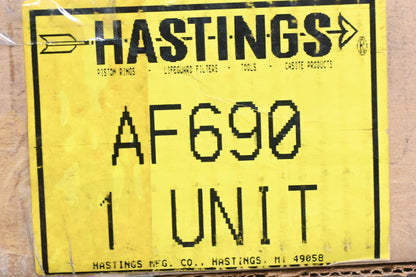 HASTINGS
PISTON RINGS - LIFEGUARD FILTERS - TOOLS - CASITE PRODUCTS
AF690
1 UNIT
HASTINGS MFG. CO., HASTINGS, MI 49058